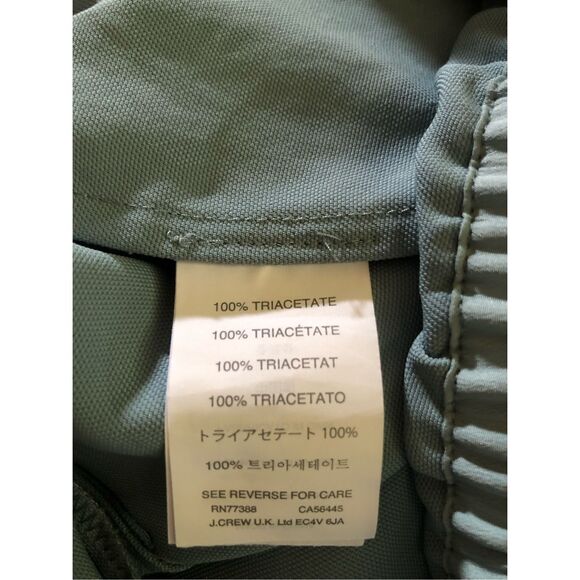 100% TRIACETATE
100% TRIACÉTATE
100% TRIACETAT
100% TRIACETATO
トライアセテート 100%
100% 트리아세테이트
SEE REVERSE FOR CARE
RN77388 CA56445
J.CREW U.K. Ltd EC4V 6JA